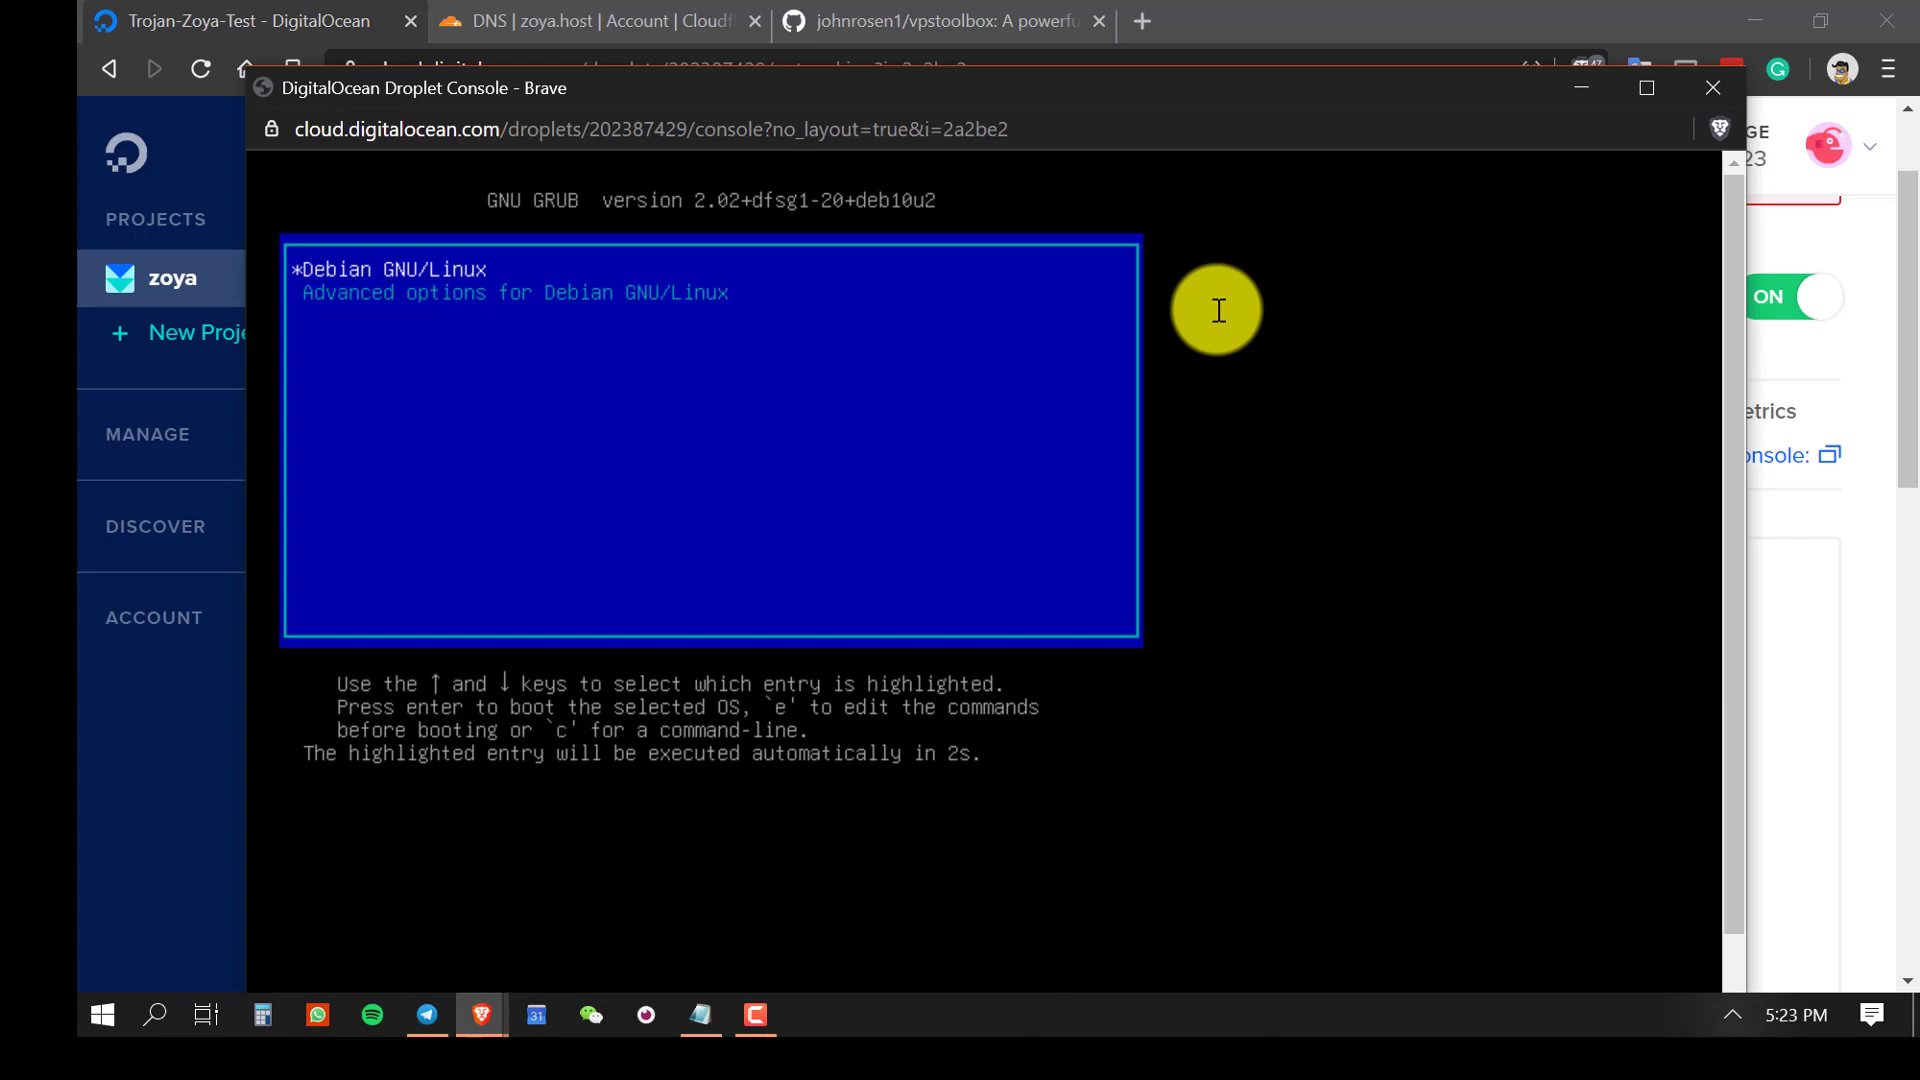 Trojan-Zoya-Test - DigitalOcean
DNS | zoya.host | Account | Cloudf
johnrosen1/vpstoolbox: A powerfu
DigitalOcean Droplet Console - Brave
cloud.digitalocean.com/droplets/202387429/console?no_layout=true&i=2a2be2
GE
23
PROJECTS
zoya
+ New Proje
MANAGE
DISCOVER
ACCOUNT
GNU GRUB version 2.02+dfsg1-20+deb10u2
*Debian GNU/Linux
Advanced options for Debian GNU/Linux
Use the ↑ and ↓ keys to select which entry is highlighted.
Press enter to boot the selected OS, `e' to edit the commands
before booting or `c' for a command-line.
The highlighted entry will be executed automatically in 2s.
ON
etrics
onsole:
31
5:23 PM